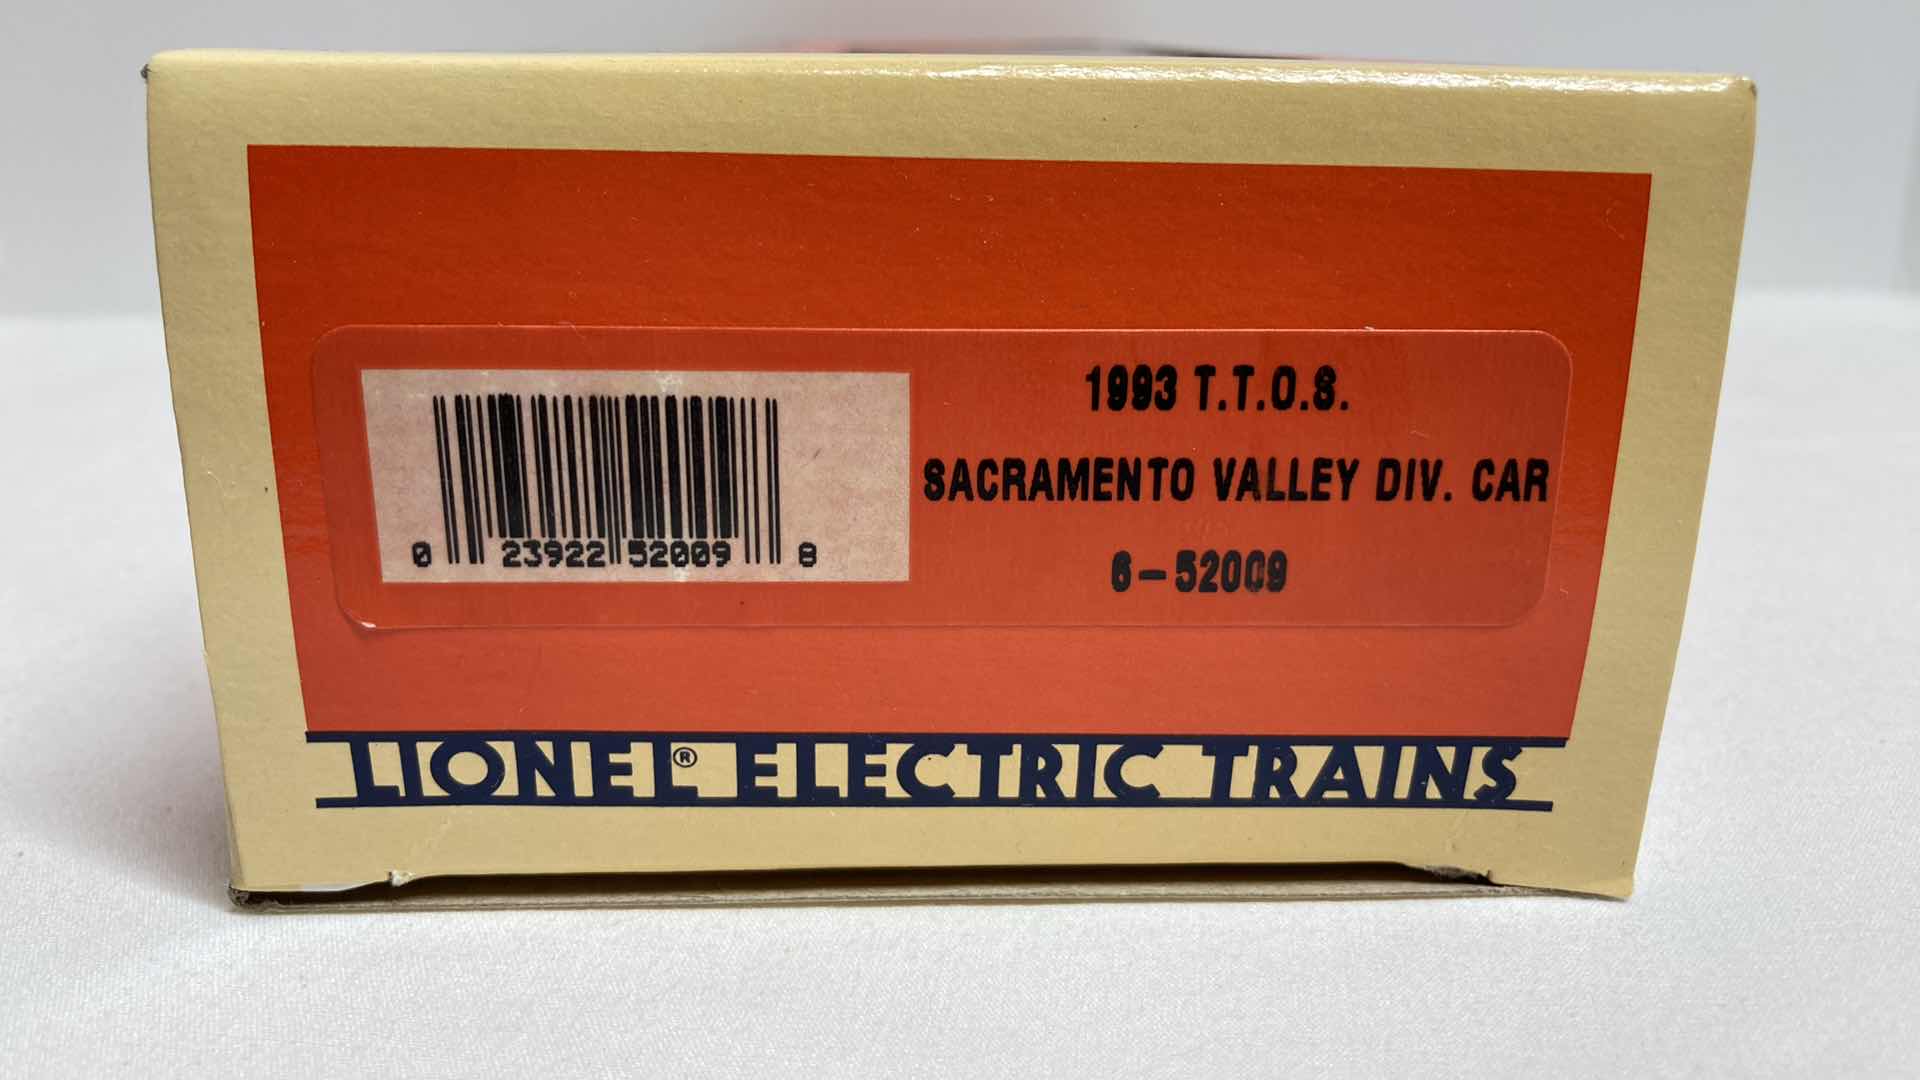 1993 T.T.O.S.
SACRAMENTO VALLEY DIV. CAR
6-52009
0 23922 52009 8
LIONEL® ELECTRIC TRAINS